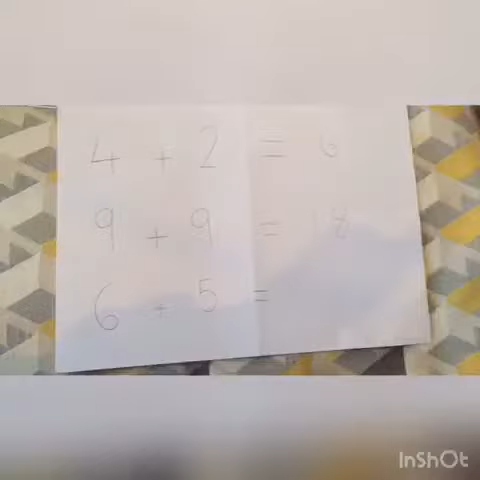 4 + 2 = 6
9 + 9 = 18
6 + 5 =
InShOt